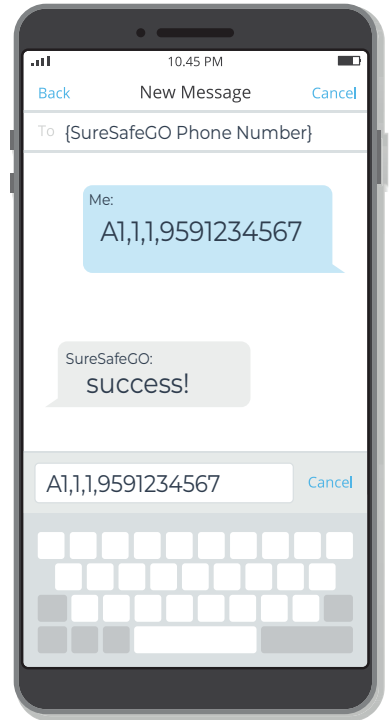 10.45 PM
Back New Message Cancel
To {SureSafeGO Phone Number}
Me:
A1,1,1,9591234567
SureSafeGO:
success!
A1,1,1,9591234567 Cancel